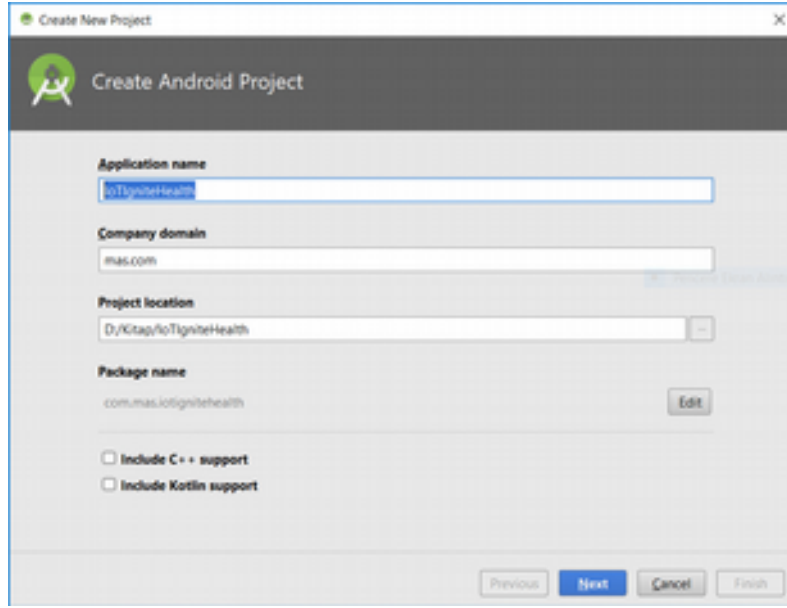 Create New Project
Create Android Project
Application name
IoTIgniteHealth
Company domain
mas.com
Project location
D:/Kitap/IoTIgniteHealth
Package name
com.mas.iotignitehealth
Edit
Include C++ support
Include Kotlin support
Previous Next Cancel Finish